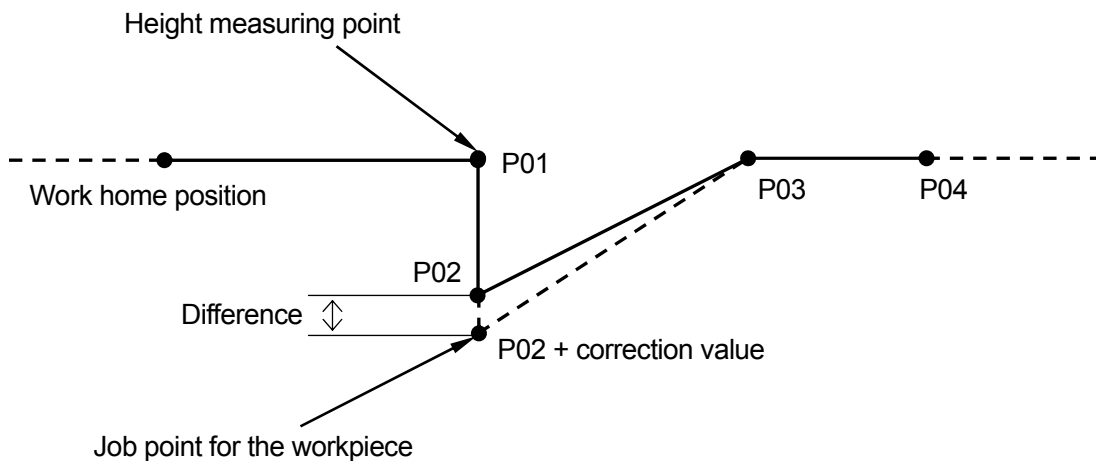 Height measuring point
P01
Work home position
P03
P04
P02
Difference
P02 + correction value
Job point for the workpiece